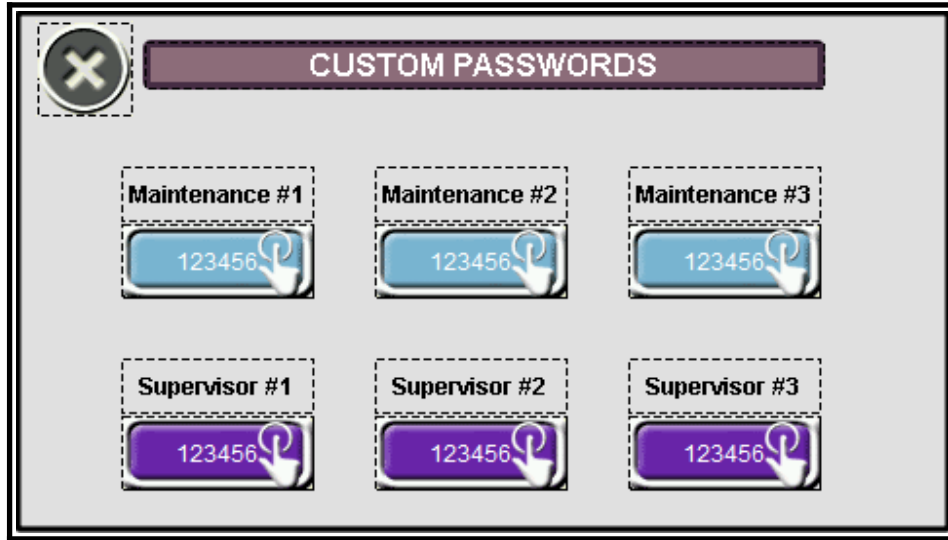 CUSTOM PASSWORDS
Maintenance #1 Maintenance #2 Maintenance #3
123456 123456 123456
Supervisor #1 Supervisor #2 Supervisor #3
123456 123456 123456